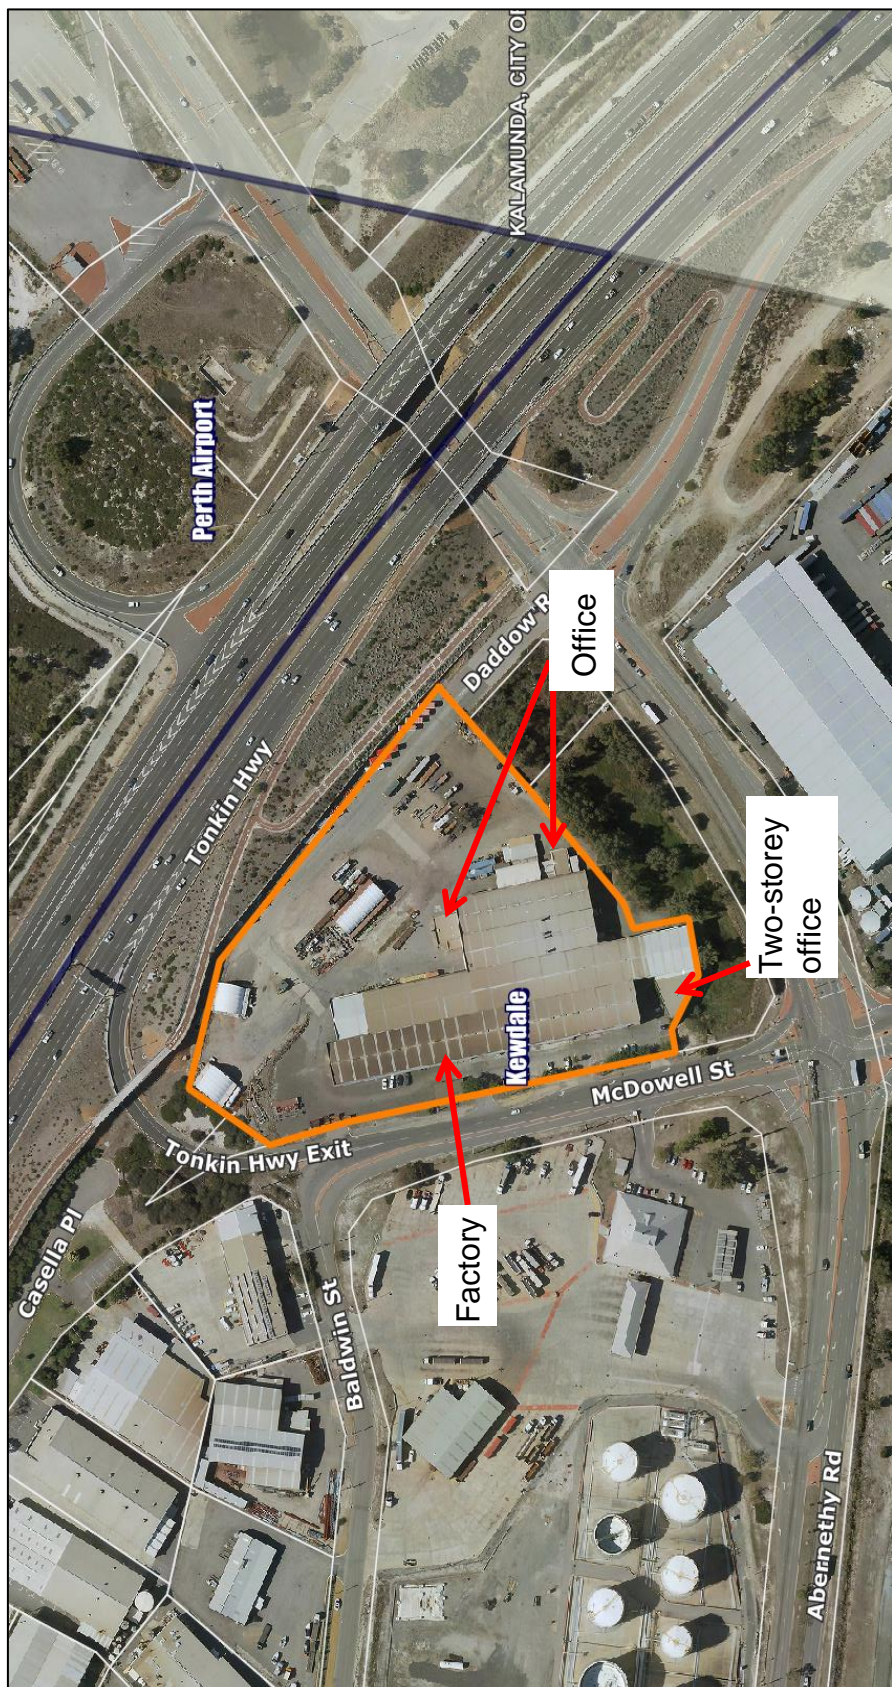 KALAMUNDA, CITY OF
Perth Airport
Tonkin Hwy
Daddow R
Office
Two-storey
office
Kewdale
McDowell St
Tonkin Hwy Exit
Factory
Casella Pl
Baldwin St
Abernethy Rd